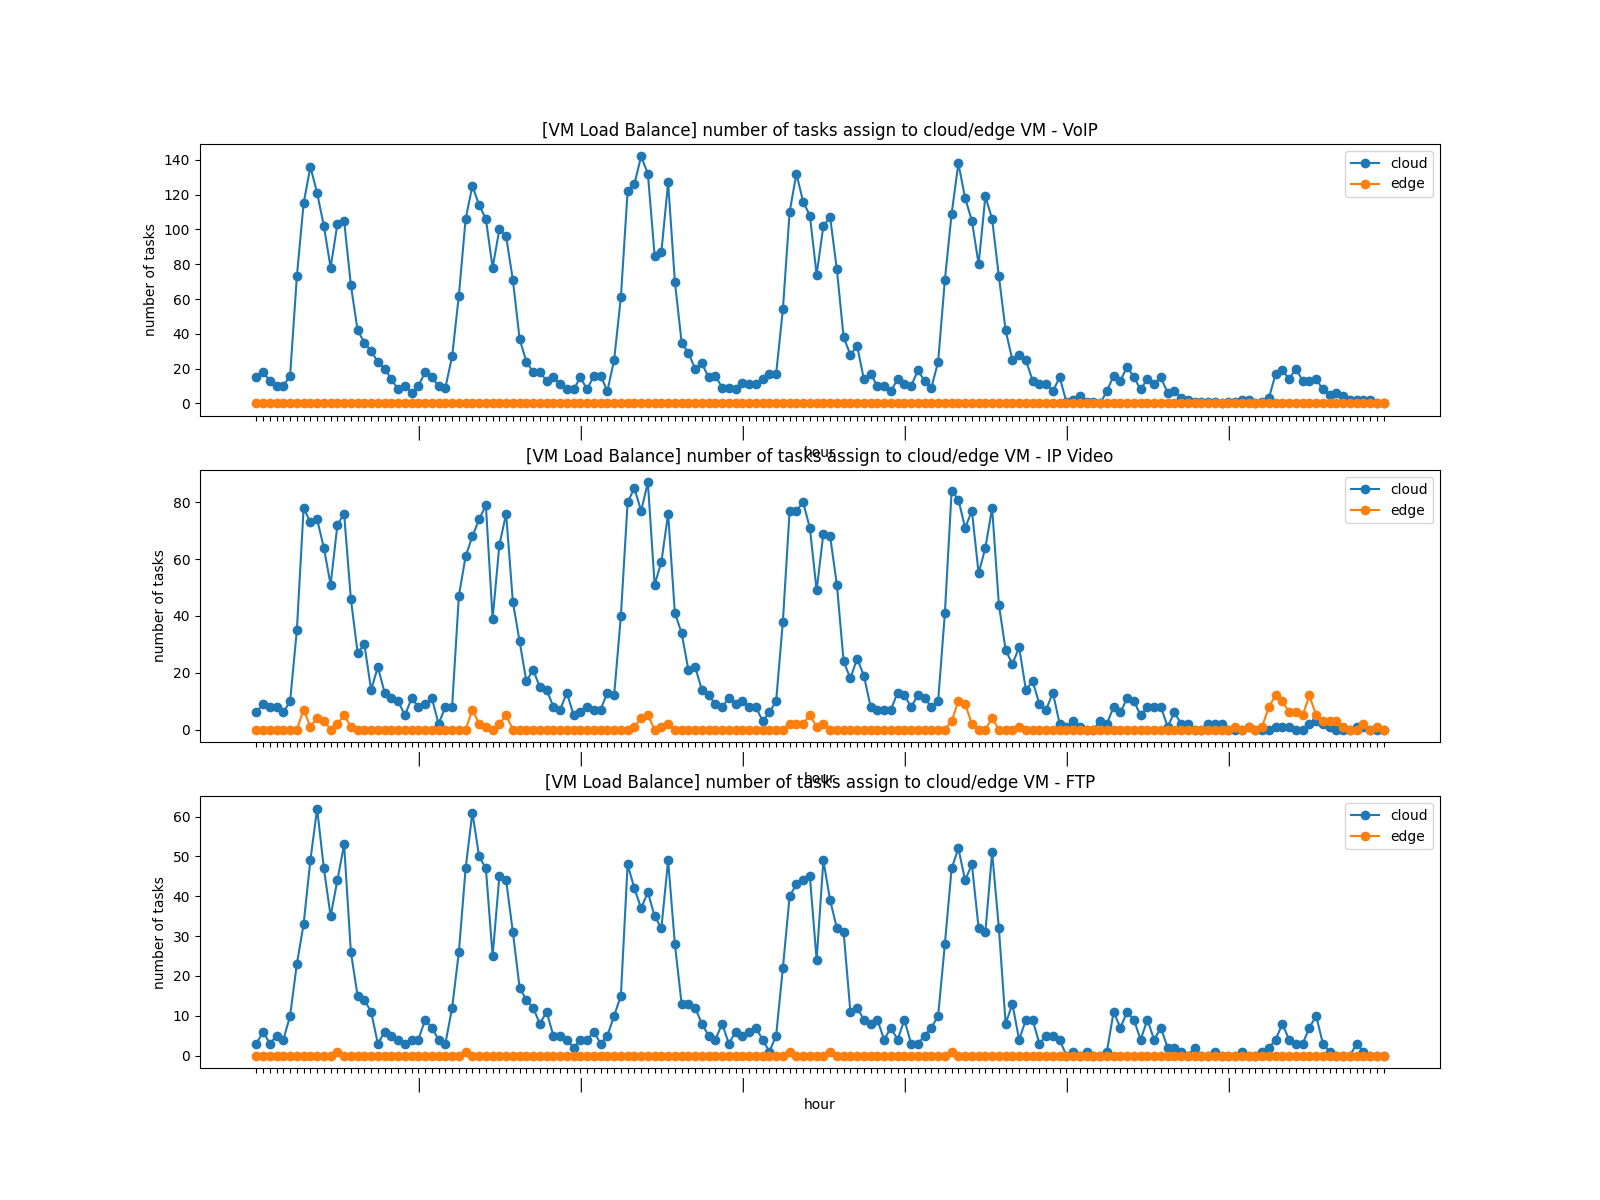 [VM Load Balance] number of tasks assign to cloud/edge VM - VoIP
cloud
edge
number of tasks
140
120
100
80
60
40
20
0
hour
[VM Load Balance] number of tasks assign to cloud/edge VM - IP Video
cloud
edge
number of tasks
80
60
40
20
0
hour
[VM Load Balance] number of tasks assign to cloud/edge VM - FTP
cloud
edge
number of tasks
60
50
40
30
20
10
0
hour